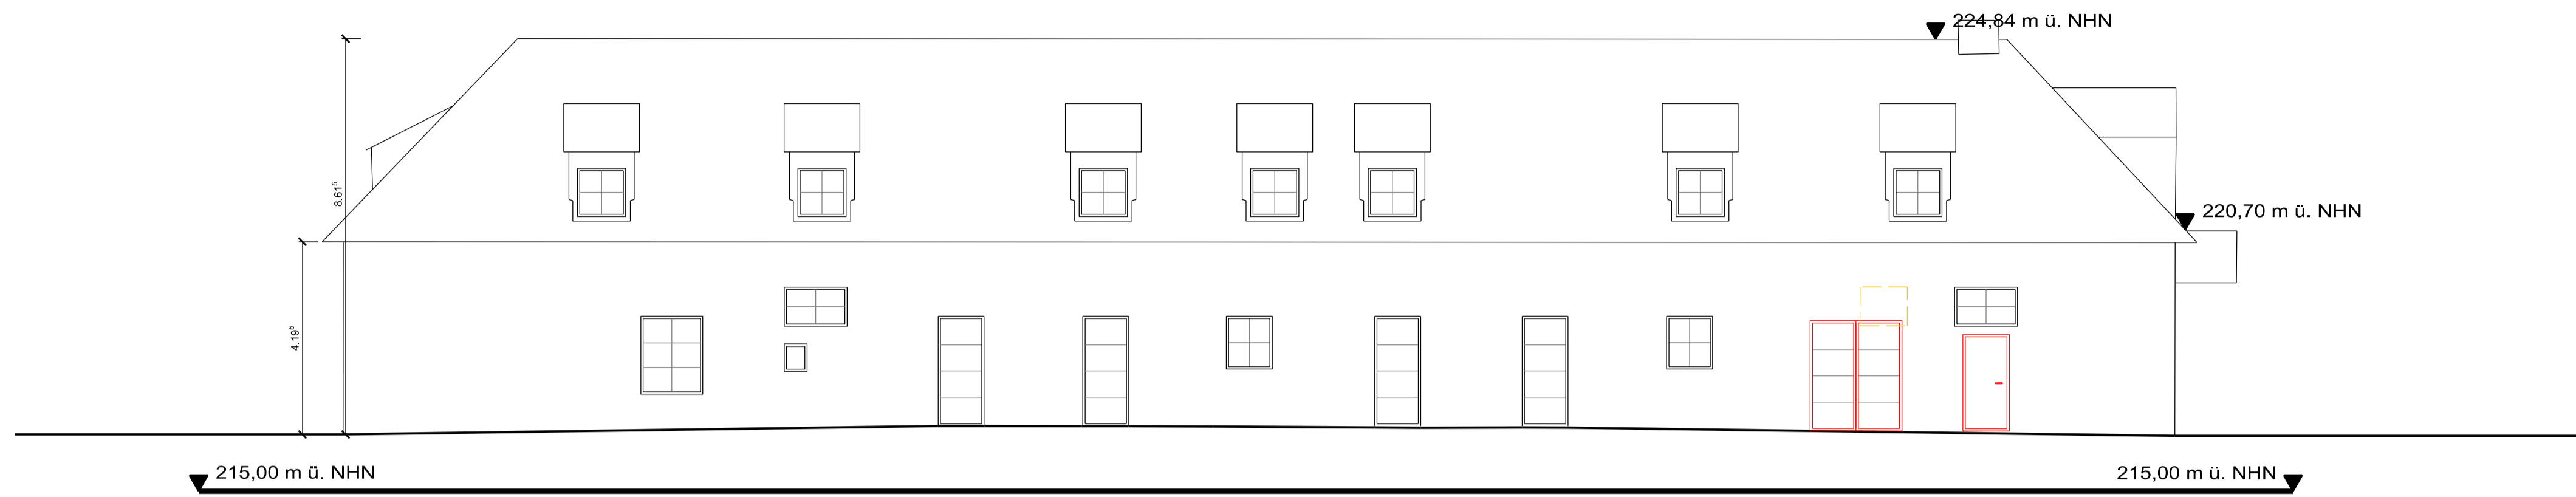 224,84 m ü. NHN
8.61⁵
220,70 m ü. NHN
4.19⁵
215,00 m ü. NHN
215,00 m ü. NHN